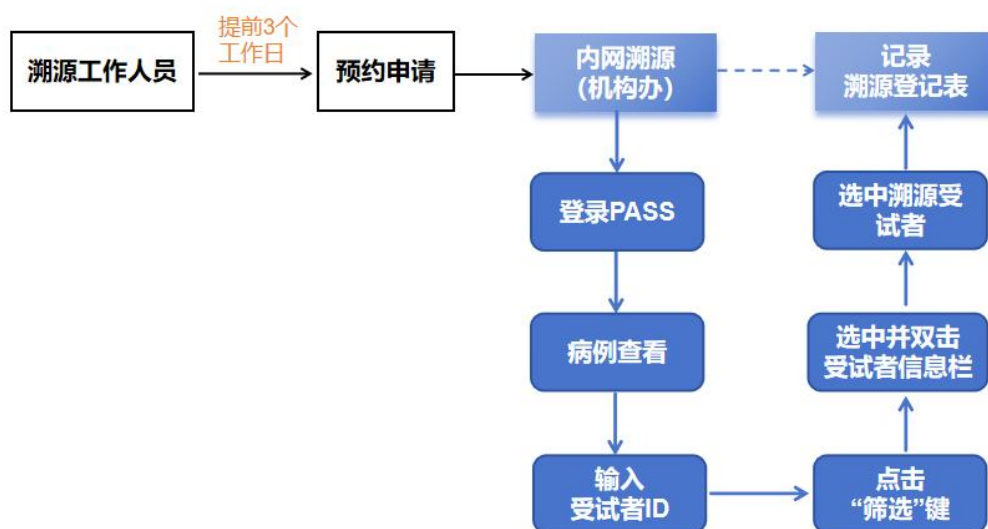 提前3个
工作日
溯源工作人员
预约申请
内网溯源
（机构办）
记录
溯源登记表
登录PASS
选中溯源受
试者
病例查看
选中并双击
受试者信息栏
输入
受试者ID
点击
“筛选”键